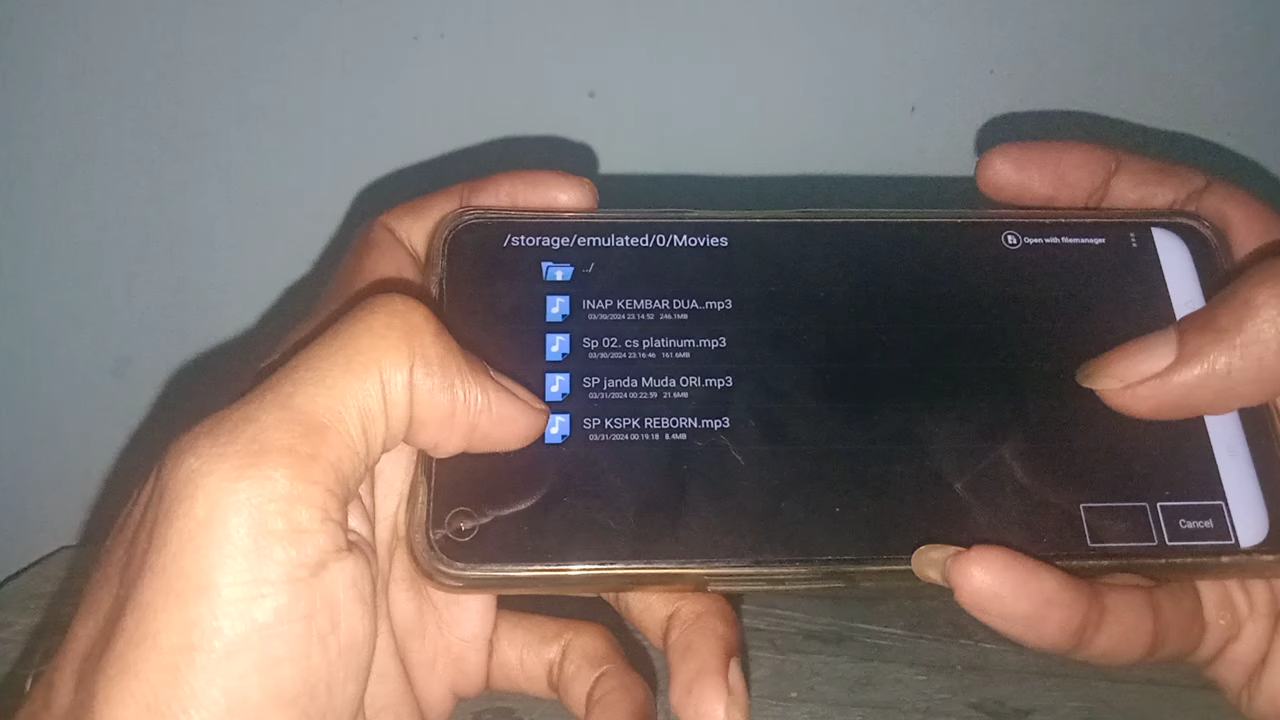 /storage/emulated/0/Movies
Open with filemanager
../
INAP KEMBAR DUA..mp3
03/30/2024 23:14:52 246.1MB
Sp 02. cs platinum.mp3
03/30/2024 23:16:46 161.6MB
SP janda Muda ORI.mp3
03/31/2024 00:22:59 21.6MB
SP KSPK REBORN.mp3
03/31/2024 00:19:18 8.4MB
Cancel